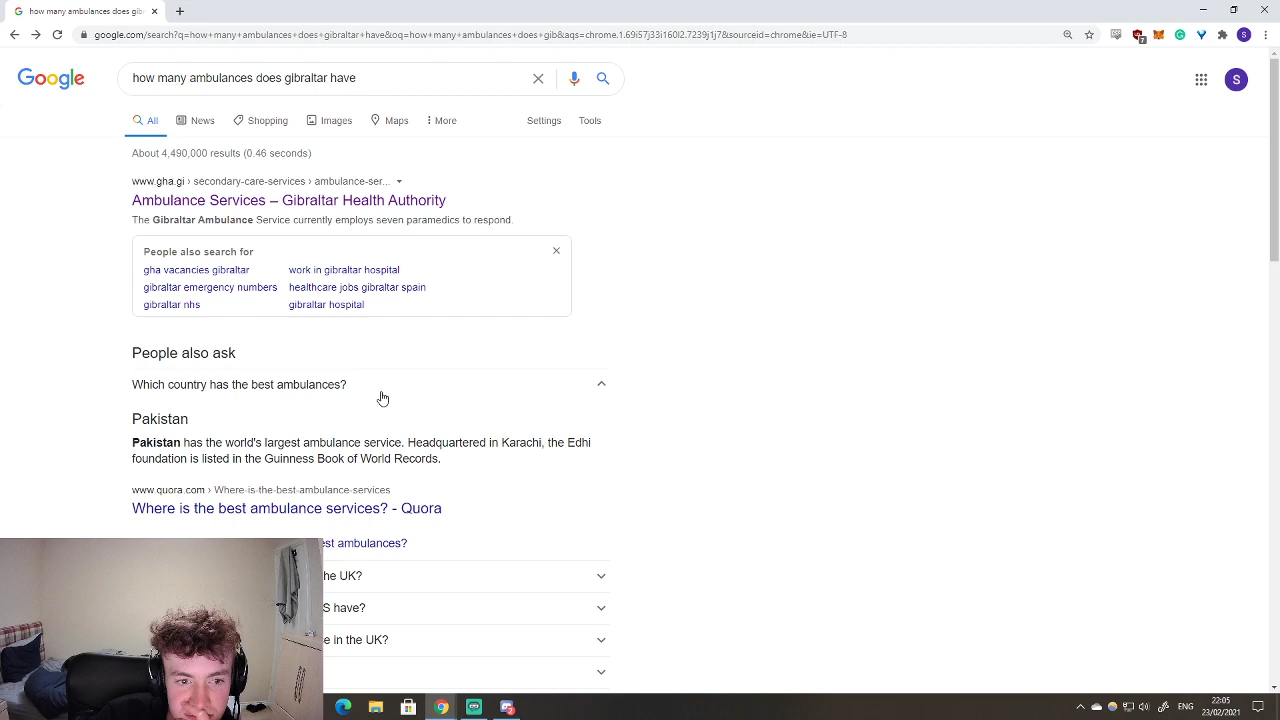 how many ambulances does gib
google.com/search?q=how+many+ambulances+does+gibraltar+have&oq=how+many+ambulances+does+gib&aqs=chrome.1.69i57j33i160l2.7239j1j7&sourceid=chrome&ie=UTF-8
7
S
Google
how many ambulances does gibraltar have
S
All
News
Shopping
Images
Maps
More
Settings
Tools
About 4,490,000 results (0.46 seconds)
www.gha.gi › secondary-care-services › ambulance-ser...
Ambulance Services – Gibraltar Health Authority
The Gibraltar Ambulance Service currently employs seven paramedics to respond.
People also search for
gha vacancies gibraltar
work in gibraltar hospital
gibraltar emergency numbers
healthcare jobs gibraltar spain
gibraltar nhs
gibraltar hospital
People also ask
Which country has the best ambulances?
Pakistan
Pakistan has the world's largest ambulance service. Headquartered in Karachi, the Edhi
foundation is listed in the Guinness Book of World Records.
www.quora.com › Where-is-the-best-ambulance-services
Where is the best ambulance services? - Quora
ambulances?
UK?
have?
in the UK?
ENG
22:05
23/02/2021